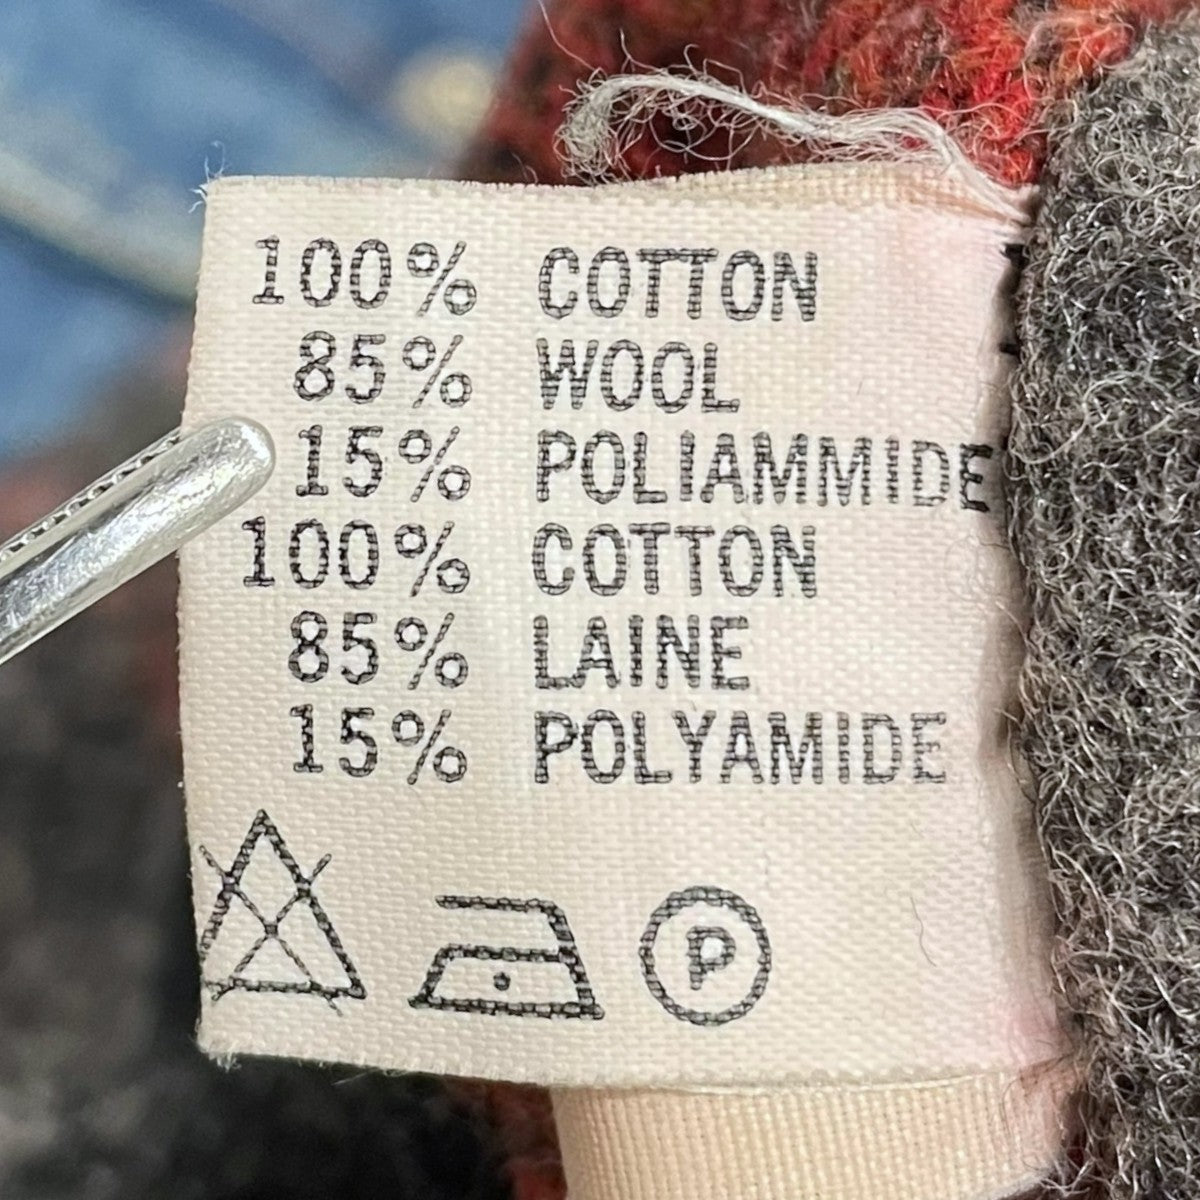 100% COTTON
85% WOOL
15% POLIAMMIDE
100% COTTON
85% LAINE
15% POLYAMIDE
P